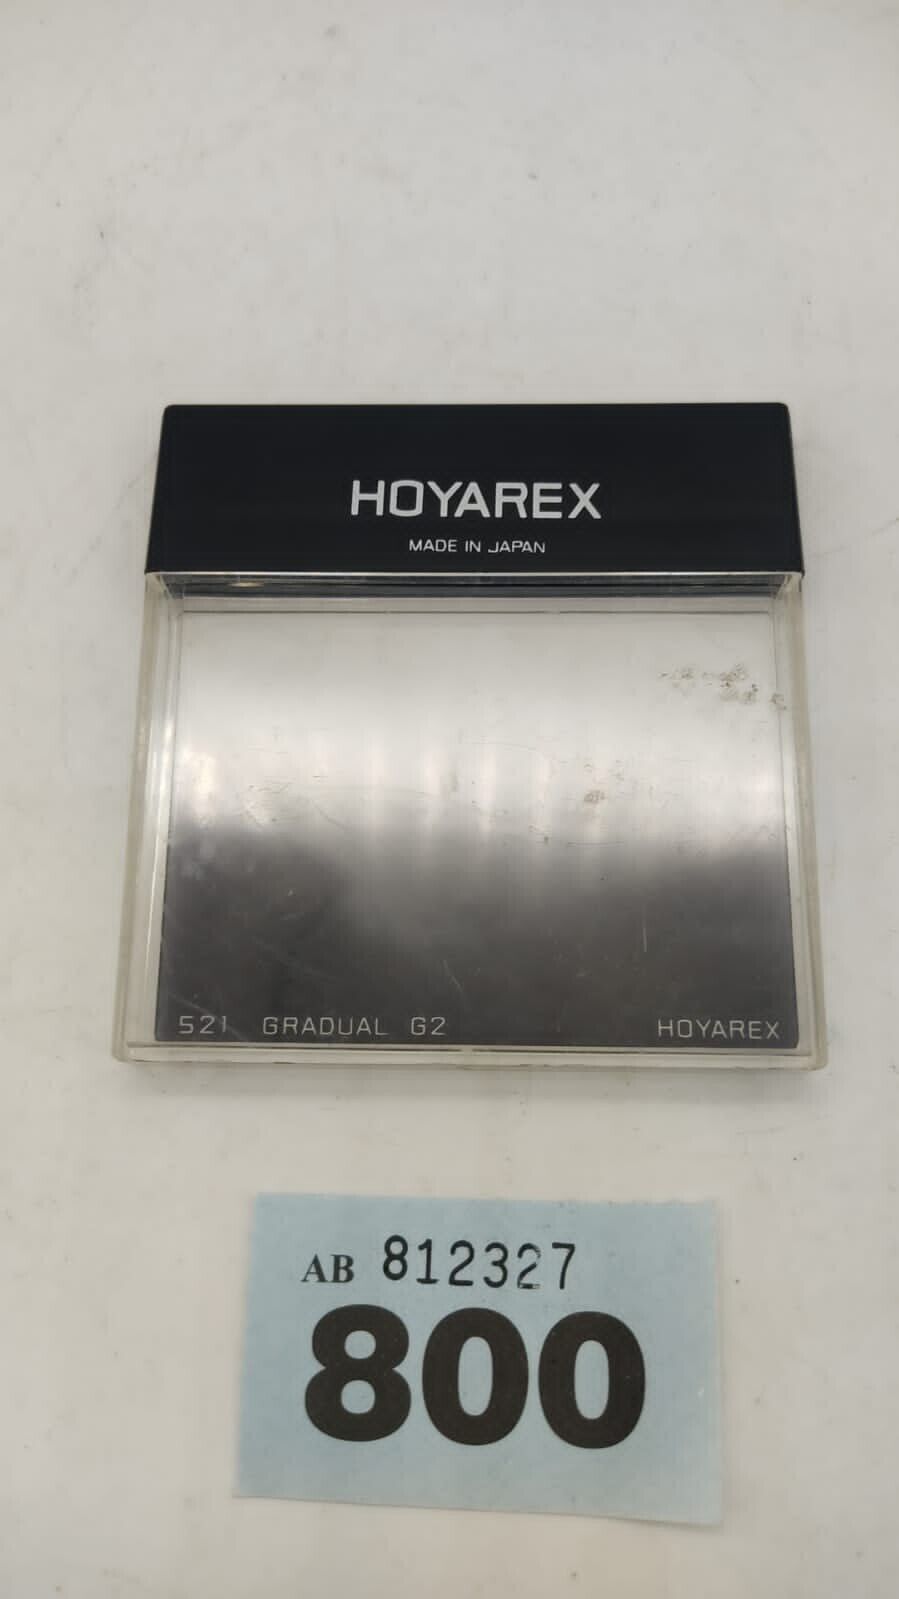 HOYAREX
MADE IN JAPAN
521 GRADUAL G2 HOYAREX
AB 812327
800